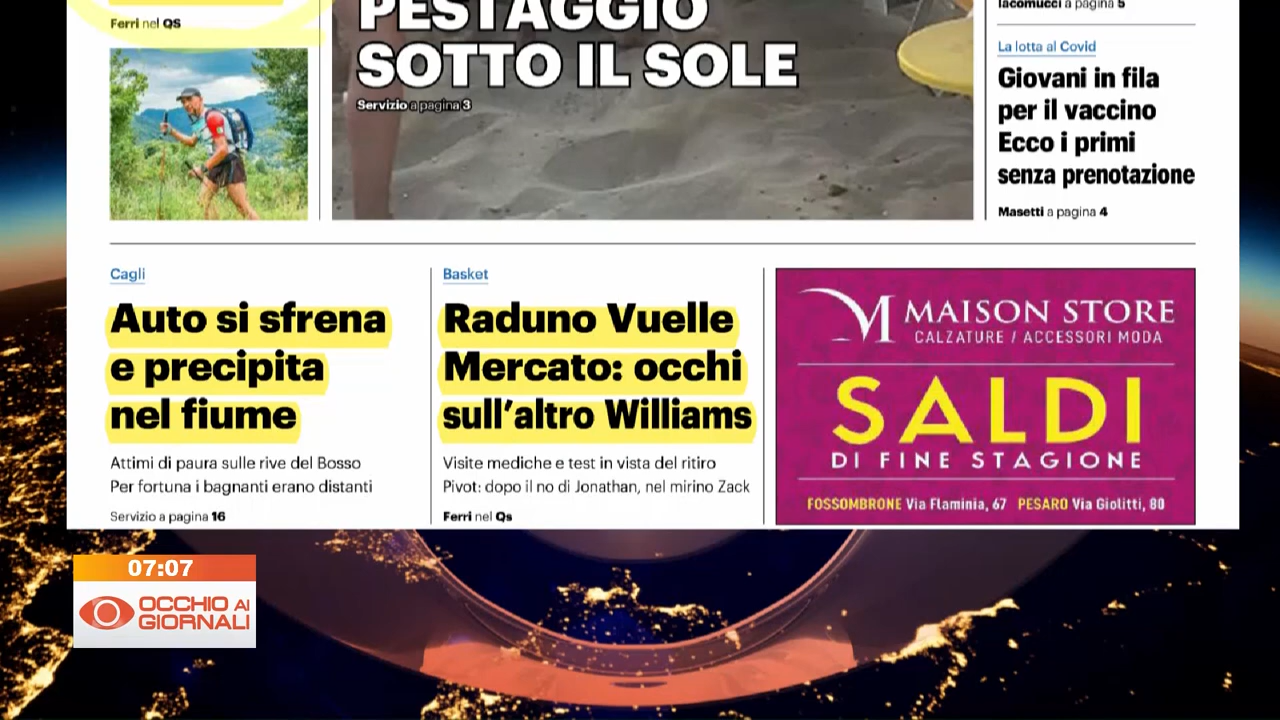 Ferri nel QS
PESTAGGIO
SOTTO IL SOLE
Servizio a pagina 3
Iacomucci a pagina 5
La lotta al Covid
Giovani in fila
per il vaccino
Ecco i primi
senza prenotazione
Masetti a pagina 4
Cagli
Auto si sfrena
e precipita
nel fiume
Attimi di paura sulle rive del Bosso
Per fortuna i bagnanti erano distanti
Servizio a pagina 16
Basket
Raduno Vuelle
Mercato: occhi
sull'altro Williams
Visite mediche e test in vista del ritiro
Pivot: dopo il no di Jonathan, nel mirino Zack
Ferri nel Qs
M MAISON STORE
CALZATURE / ACCESSORI MODA
SALDI
DI FINE STAGIONE
FOSSOMBRONE Via Flaminia, 67 PESARO Via Giolitti, 80
07:07
OCCHIO AI
GIORNALI